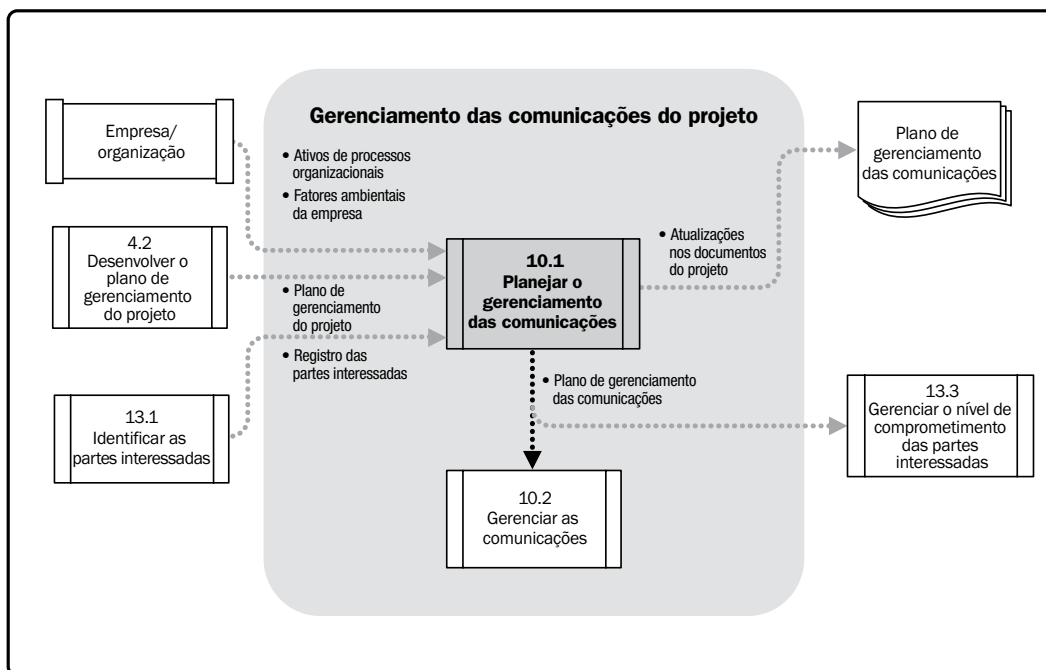 Gerenciamento das comunicações do projeto
Empresa/
organização
• Ativos de processos
organizacionais
• Fatores ambientais
da empresa
Plano de
gerenciamento
das comunicações
4.2
Desenvolver o
plano de
gerenciamento
do projeto
• Plano de
gerenciamento
do projeto
• Registro das
partes interessadas
10.1
Planejar o
gerenciamento
das comunicações
• Atualizações
nos documentos
do projeto
13.1
Identificar as
partes interessadas
• Plano de gerenciamento
das comunicações
13.3
Gerenciar o nível de
comprometimento
das partes
interessadas
10.2
Gerenciar as
comunicações